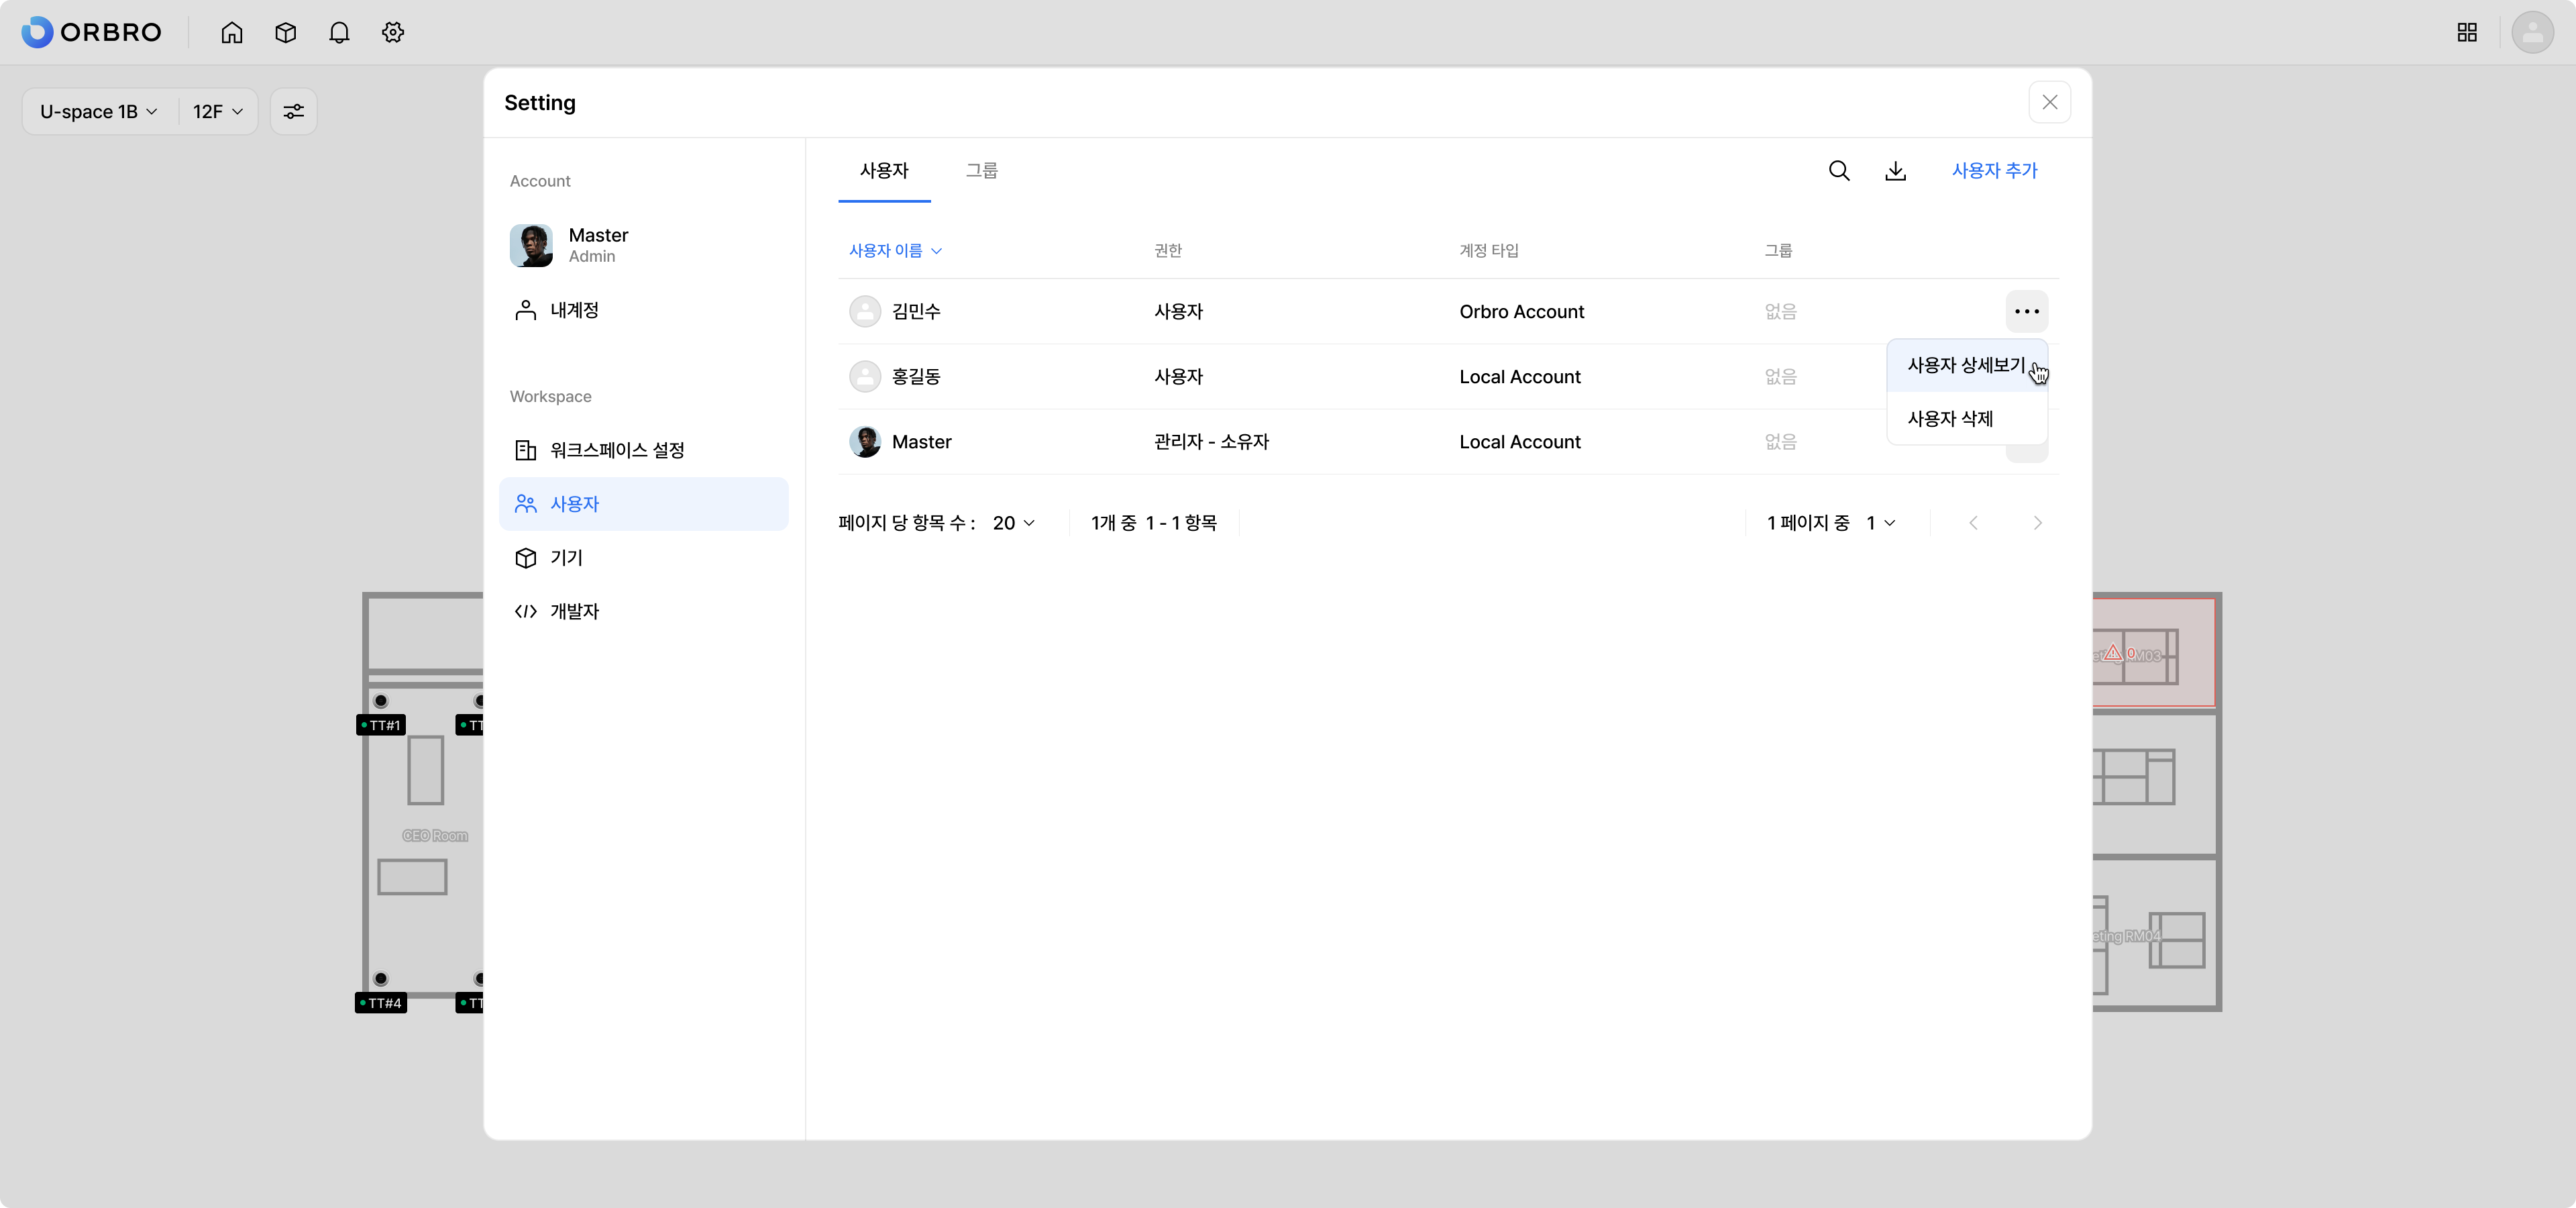 ORBRO
U-space 1B
12F
Setting
Account
Master
Admin
내계정
Workspace
워크스페이스 설정
사용자
기기
개발자
사용자
그룹
사용자 추가
사용자 이름
권한
계정 타입
그룹
김민수
사용자
Orbro Account
없음
사용자 상세보기
홍길동
사용자
Local Account
없음
사용자 삭제
Master
관리자 - 소유자
Local Account
없음
페이지 당 항목 수 :
20
1개 중 1 - 1 항목
1 페이지 중
1
TT#1
TT
CEO Room
TT#4
TT
0
M03
eting RM04